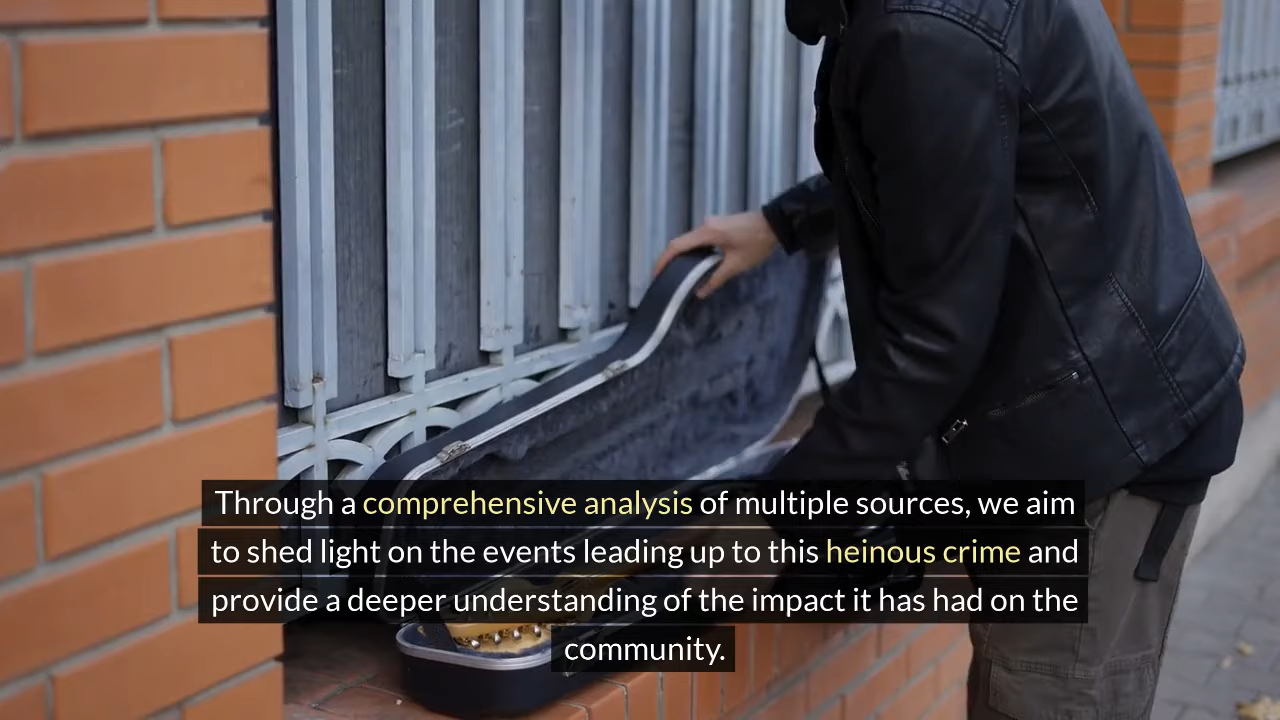 Through a comprehensive analysis of multiple sources, we aim
to shed light on the events leading up to this heinous crime and
provide a deeper understanding of the impact it has had on the
community.